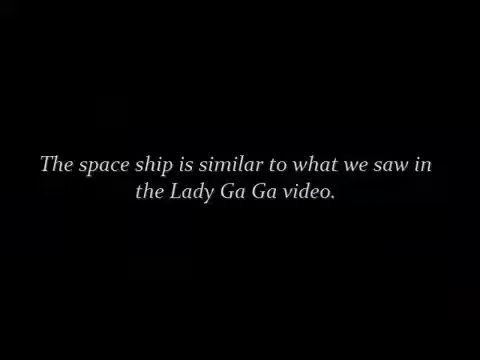 The space ship is similar to what we saw in
the Lady Ga Ga video.